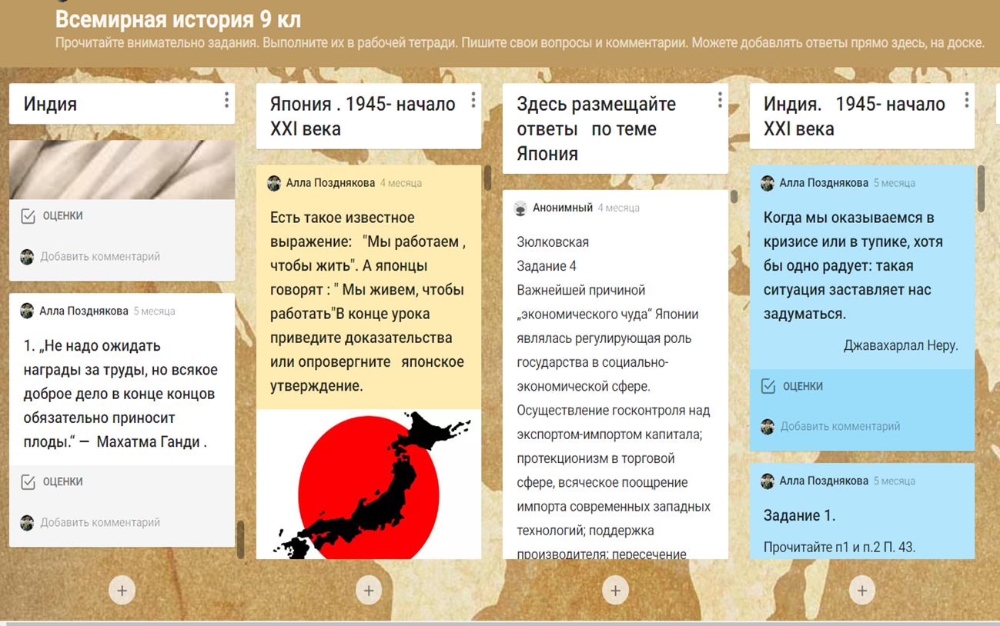 Всемирная история 9 кл
Прочитайте внимательно задания. Выполните их в рабочей тетради. Пишите свои вопросы и комментарии. Можете добавлять ответы прямо здесь, на доске.
Индия
ОЦЕНКИ
Добавить комментарий
Алла Позднякова 5 месяца
1. „Не надо ожидать
награды за труды, но всякое
доброе дело в конце концов
обязательно приносит
плоды.“ — Махатма Ганди .
ОЦЕНКИ
Добавить комментарий
Япония . 1945- начало
XXI века
Алла Позднякова 4 месяца
Есть такое известное
выражение: "Мы работаем ,
чтобы жить". А японцы
говорят : " Мы живем, чтобы
работать"В конце урока
приведите доказательства
или опровергните японское
утверждение.
Здесь размещайте
ответы по теме
Япония
Анонимный 4 месяца
Зюлковская
Задание 4
Важнейшей причиной
„экономического чуда“ Японии
являлась регулирующая роль
государства в социально-
экономической сфере.
Осуществление госконтроля над
экспортом-импортом капитала;
протекционизм в торговой
сфере, всяческое поощрение
импорта современных западных
технологий; поддержка
производителя; пересечение
Индия. 1945- начало
XXI века
Алла Позднякова 5 месяца
Когда мы оказываемся в
кризисе или в тупике, хотя
бы одно радует: такая
ситуация заставляет нас
задуматься.
Джавахарлал Неру.
ОЦЕНКИ
Добавить комментарий
Алла Позднякова 5 месяца
Задание 1.
Прочитайте п1 и п.2 П. 43.